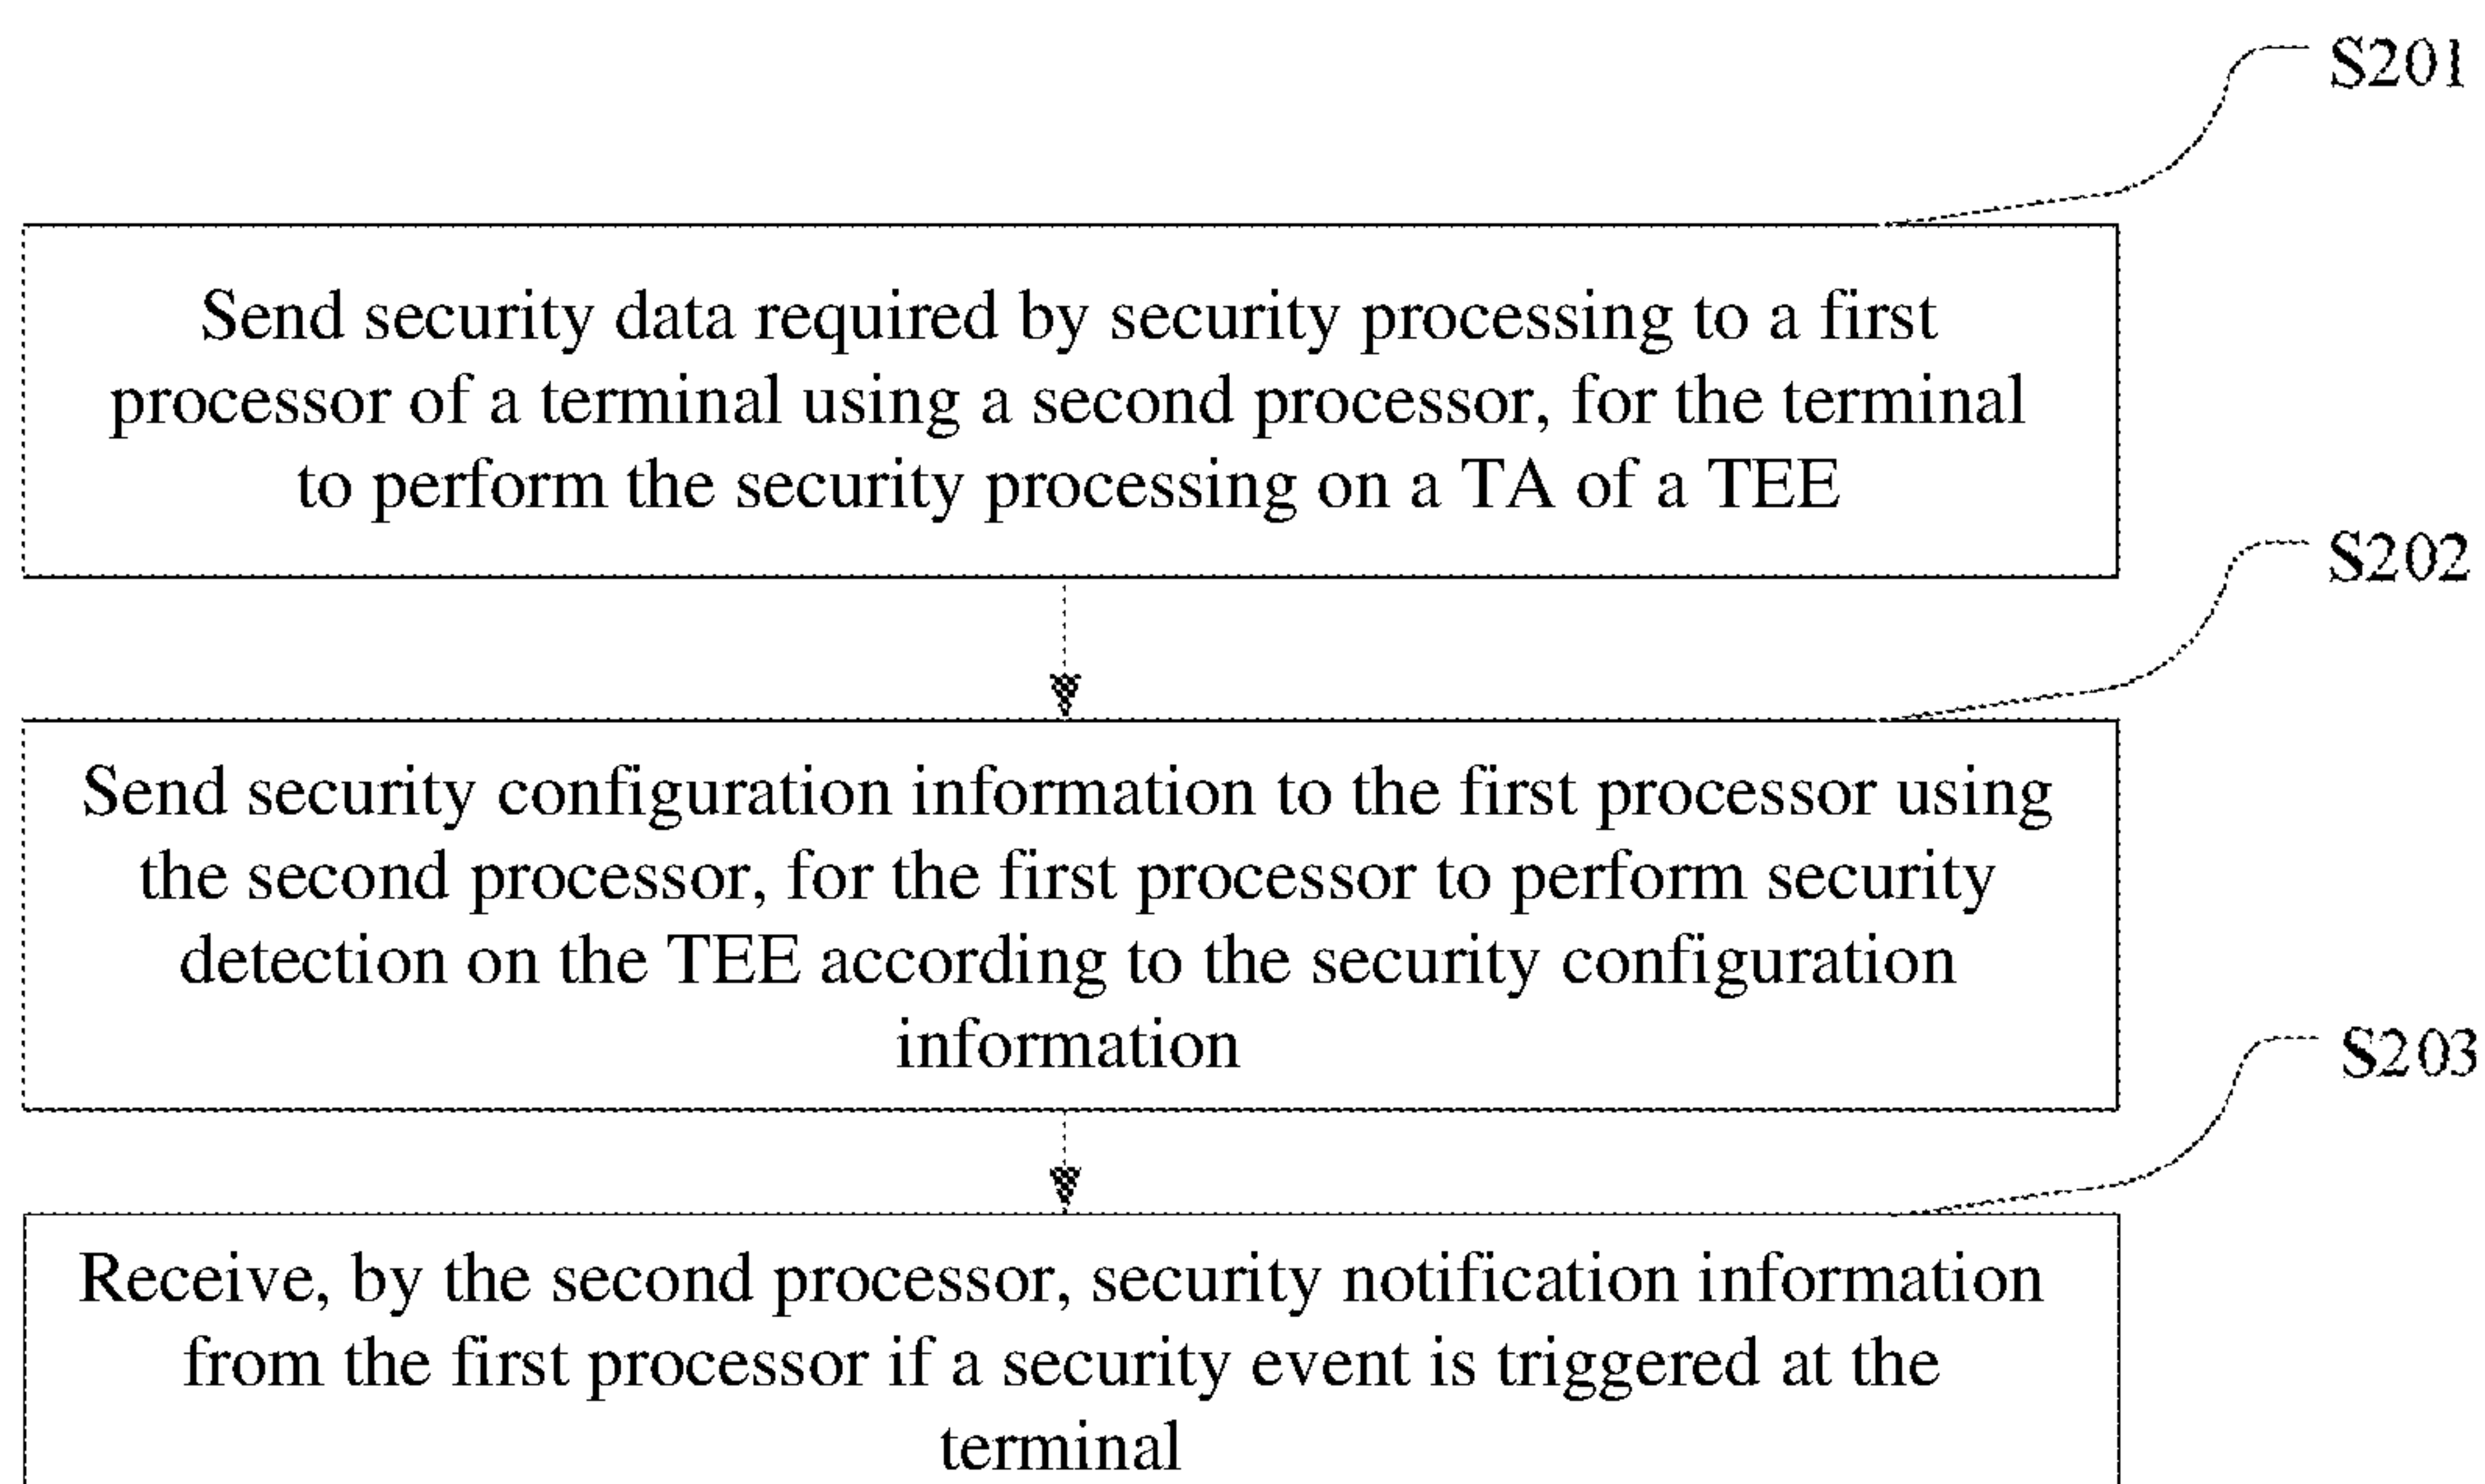 S201
Send security data required by security processing to a first
processor of a terminal using a second processor, for the terminal
to perform the security processing on a TA of a TEE
S202
Send security configuration information to the first processor using
the second processor, for the first processor to perform security
detection on the TEE according to the security configuration
information
S203
Receive, by the second processor, security notification information
from the first processor if a security event is triggered at the
terminal